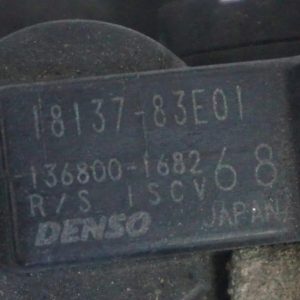 18137-83E01
136800-1682 68
R/S ISCV
DENSO JAPAN